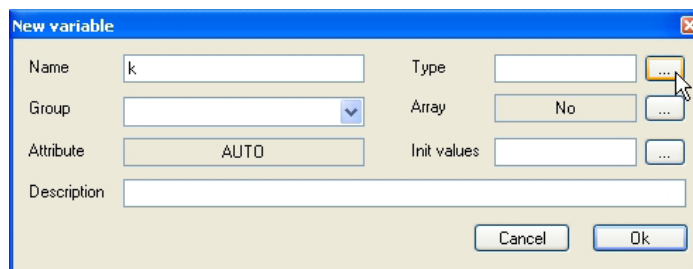 New variable
Name k Type ...
Group Array No ...
Attribute AUTO Init values ...
Description
Cancel Ok